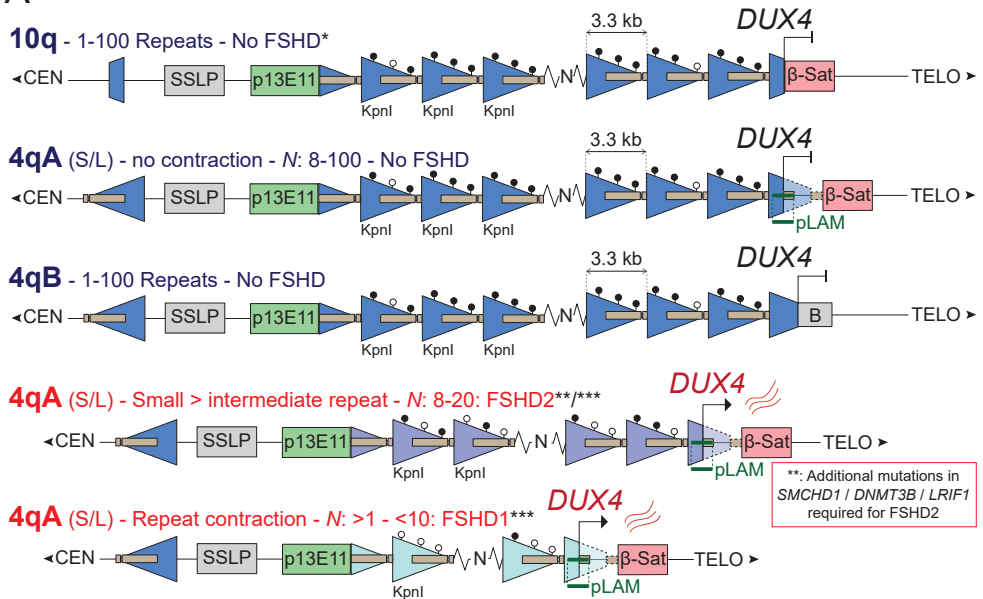 10q - 1-100 Repeats - No FSHD*
3.3 kb
DUX4
◄CEN
SSLP
p13E11
N
β-Sat
TELO ➤
KpnI
KpnI
KpnI
4qA (S/L) - no contraction - N: 8-100 - No FSHD
3.3 kb
DUX4
◄CEN
SSLP
p13E11
N
β-Sat
TELO ➤
pLAM
KpnI
KpnI
KpnI
4qB - 1-100 Repeats - No FSHD
3.3 kb
DUX4
◄CEN
SSLP
p13E11
N
B
TELO ➤
KpnI
KpnI
KpnI
4qA (S/L) - Small > intermediate repeat - N: 8-20: FSHD2**/***
DUX4
◄CEN
SSLP
p13E11
N
β-Sat
TELO ➤
KpnI
KpnI
pLAM
**: Additional mutations in
SMCHD1 / DNMT3B / LRIF1
required for FSHD2
4qA (S/L) - Repeat contraction - N: >1 - <10: FSHD1***
DUX4
◄CEN
SSLP
p13E11
N
β-Sat
TELO ➤
KpnI
pLAM